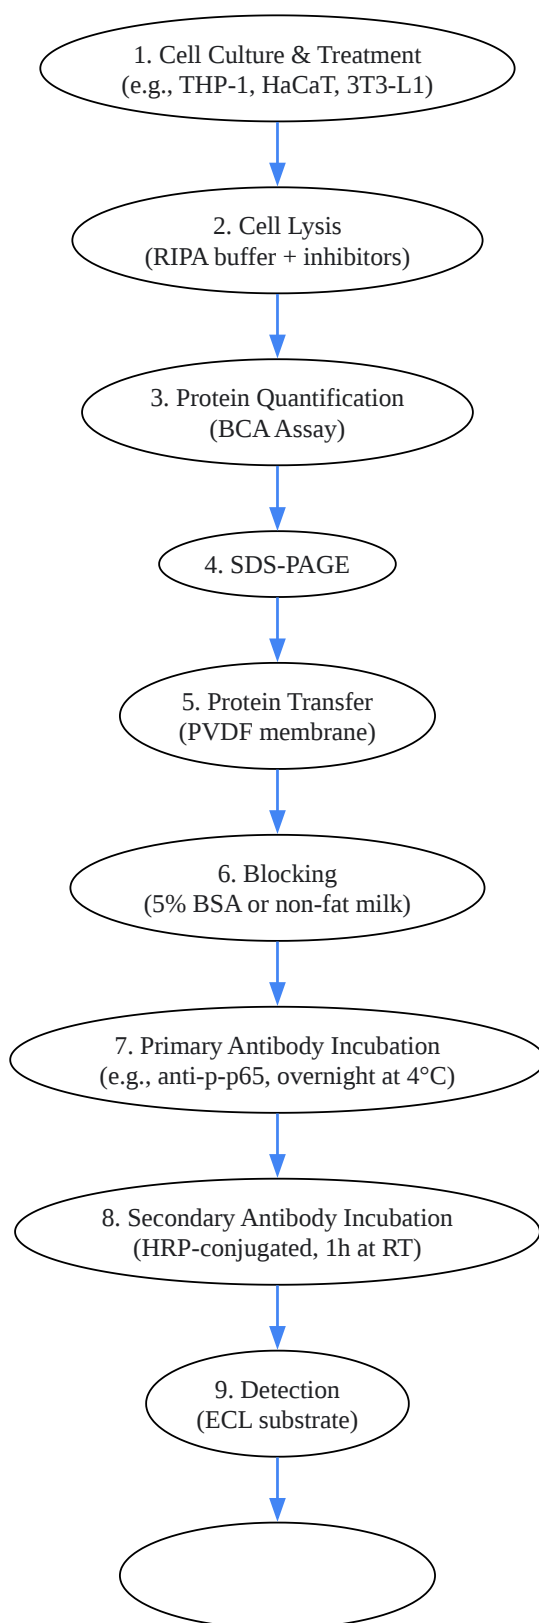 1. Cell Culture & Treatment
(e.g., THP-1, HaCaT, 3T3-L1)
2. Cell Lysis
(RIPA buffer + inhibitors)
3. Protein Quantification
(BCA Assay)
4. SDS-PAGE
5. Protein Transfer
(PVDF membrane)
6. Blocking
(5% BSA or non-fat milk)
7. Primary Antibody Incubation
(e.g., anti-p-p65, overnight at 4°C)
8. Secondary Antibody Incubation
(HRP-conjugated, 1h at RT)
9. Detection
(ECL substrate)